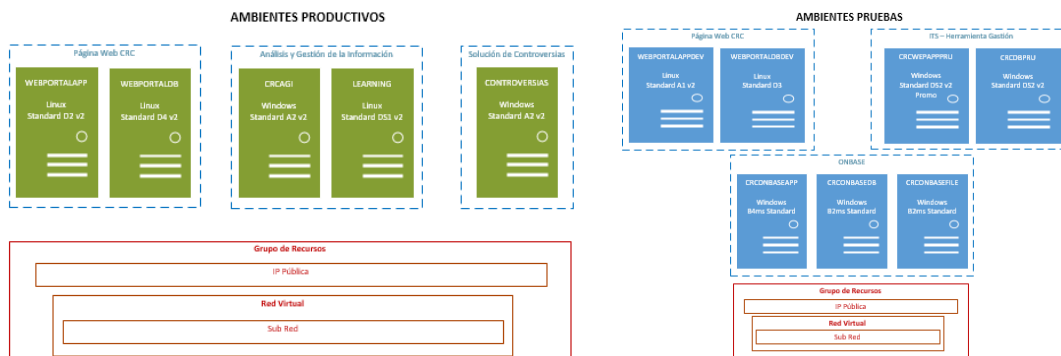 AMBIENTES PRODUCTIVOS
Página Web CRC
WEBPORTALAPP
Linux
Standard D2 v2
WEBPORTALDB
Linux
Standard D4 v2
Análisis y Gestión de la Información
CRCAGI
Windows
Standard A2 v2
LEARNING
Linux
Standard DS1 v2
Solución de Controversias
CONTROVERSIAS
Windows
Standard A2 v2
Grupo de Recursos
IP Pública
Red Virtual
Sub Red
AMBIENTES PRUEBAS
Página Web CRC
WEBPORTALAPPDEV
Linux
Standard A1 v2
WEBPORTALDBDEV
Linux
Standard D3
ITS – Herramienta Gestión
CRCWEPAPPPRU
Windows
Standard DS2 v2
Promo
CRCDBPRU
Windows
Standard DS2 v2
ONBASE
CRCONBASEAPP
Windows
B4ms Standard
CRCONBASEDB
Windows
B2ms Standard
CRCONBASEFILE
Windows
B2ms Standard
Grupo de Recursos
IP Pública
Red Virtual
Sub Red